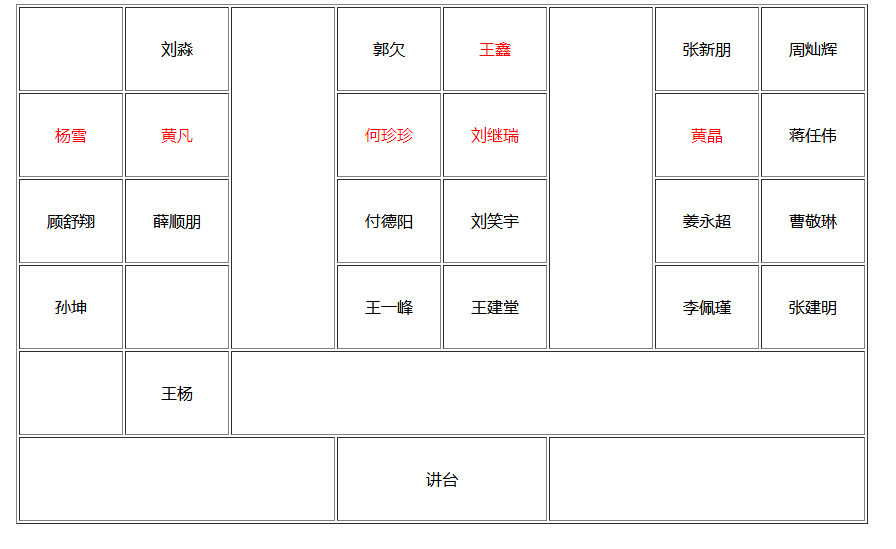 刘淼 郭欠 王鑫 张新朋 周灿辉
杨雪 黄凡 何珍珍 刘继瑞 黄晶 蒋任伟
顾舒翔 薛顺朋 付德阳 刘笑宇 姜永超 曹敬琳
孙坤 王一峰 王建堂 李佩瑾 张建明
王杨
讲台